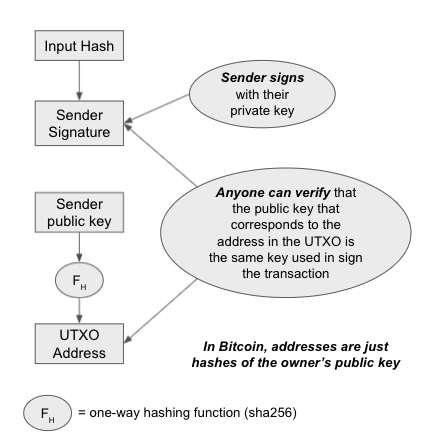 Input Hash
Sender signs
with their
private key
Sender
Signature
Anyone can verify that
the public key that
corresponds to the
address in the UTXO is
the same key used in sign
the transaction
Sender
public key
FH
UTXO
Address
In Bitcoin, addresses are just
hashes of the owner's public key
FH = one-way hashing function (sha256)